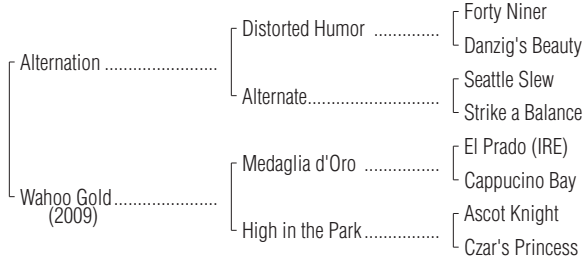 Forty Niner
Distorted Humor ..............
Danzig's Beauty
Alternation ........................
Seattle Slew
Alternate............................
Strike a Balance
El Prado (IRE)
Medaglia d'Oro ................
Cappucino Bay
Wahoo Gold......................
(2009)
Ascot Knight
High in the Park................
Czar's Princess